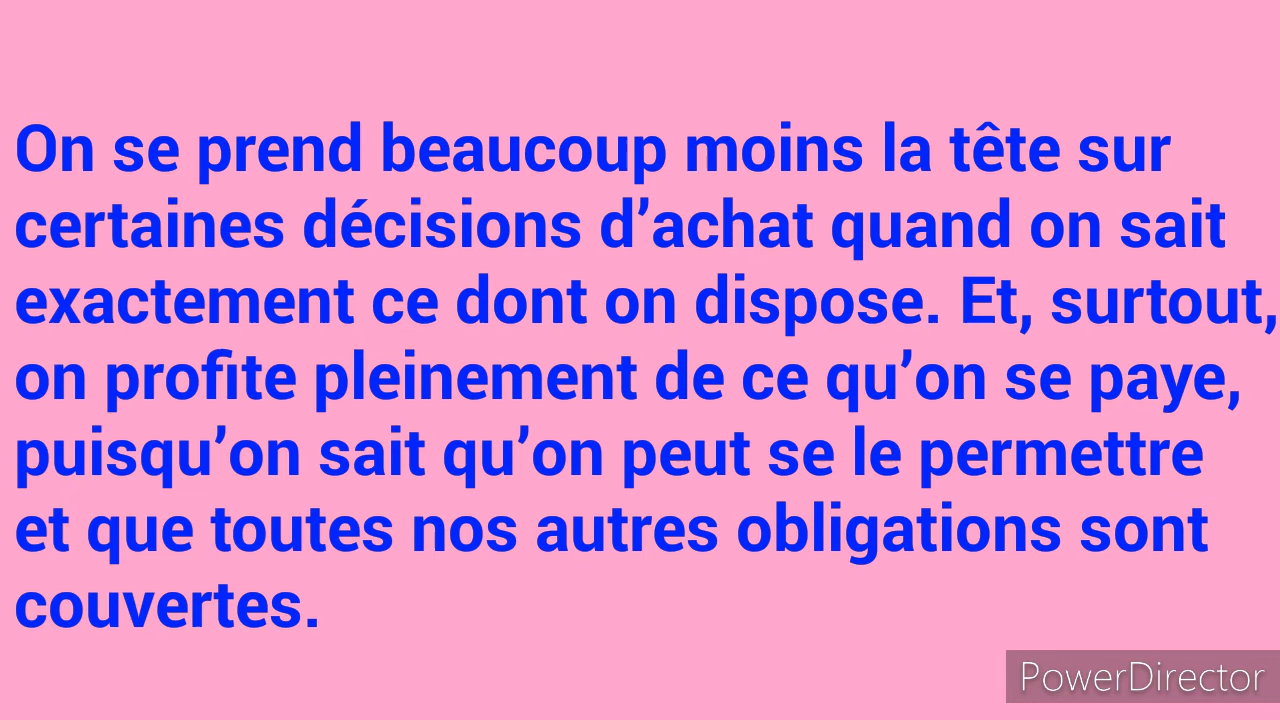 On se prend beaucoup moins la tête sur
certaines décisions d’achat quand on sait
exactement ce dont on dispose. Et, surtout,
on profite pleinement de ce qu’on se paye,
puisqu’on sait qu’on peut se le permettre
et que toutes nos autres obligations sont
couvertes.
PowerDirector